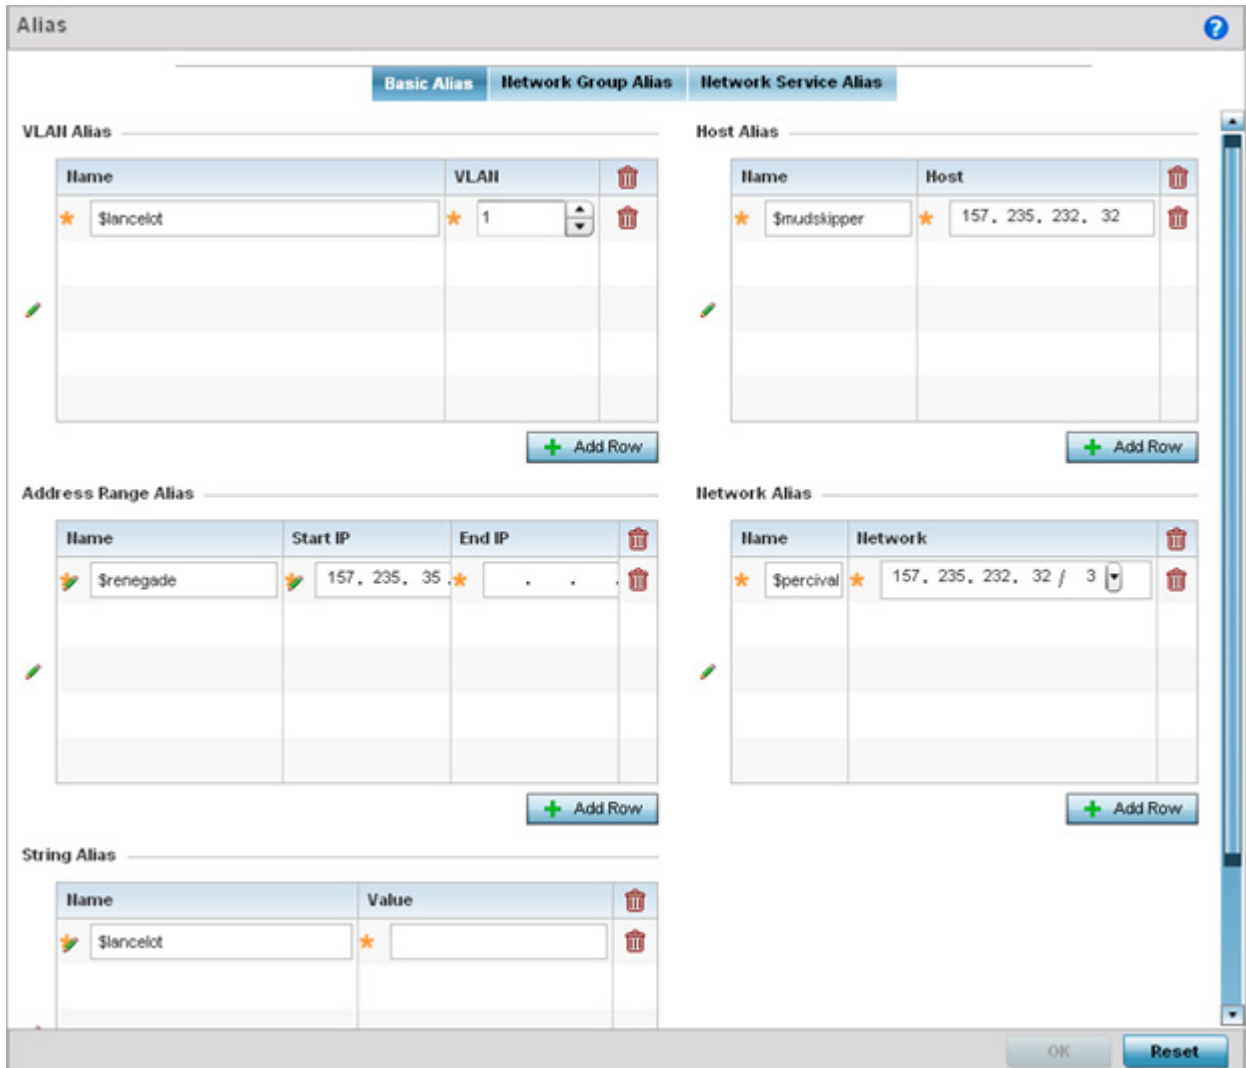 Alias
Basic Alias Network Group Alias Network Service Alias
VLAN Alias
Name VLAN
$lancelot 1
Add Row
Host Alias
Name Host
$mudskipper 157. 235. 232. 32
Add Row
Address Range Alias
Name Start IP End IP
$renegade 157. 235. 35 . . .
Add Row
Network Alias
Name Network
$percival 157. 235. 232. 32 / 3
Add Row
String Alias
Name Value
$lancelot
OK Reset